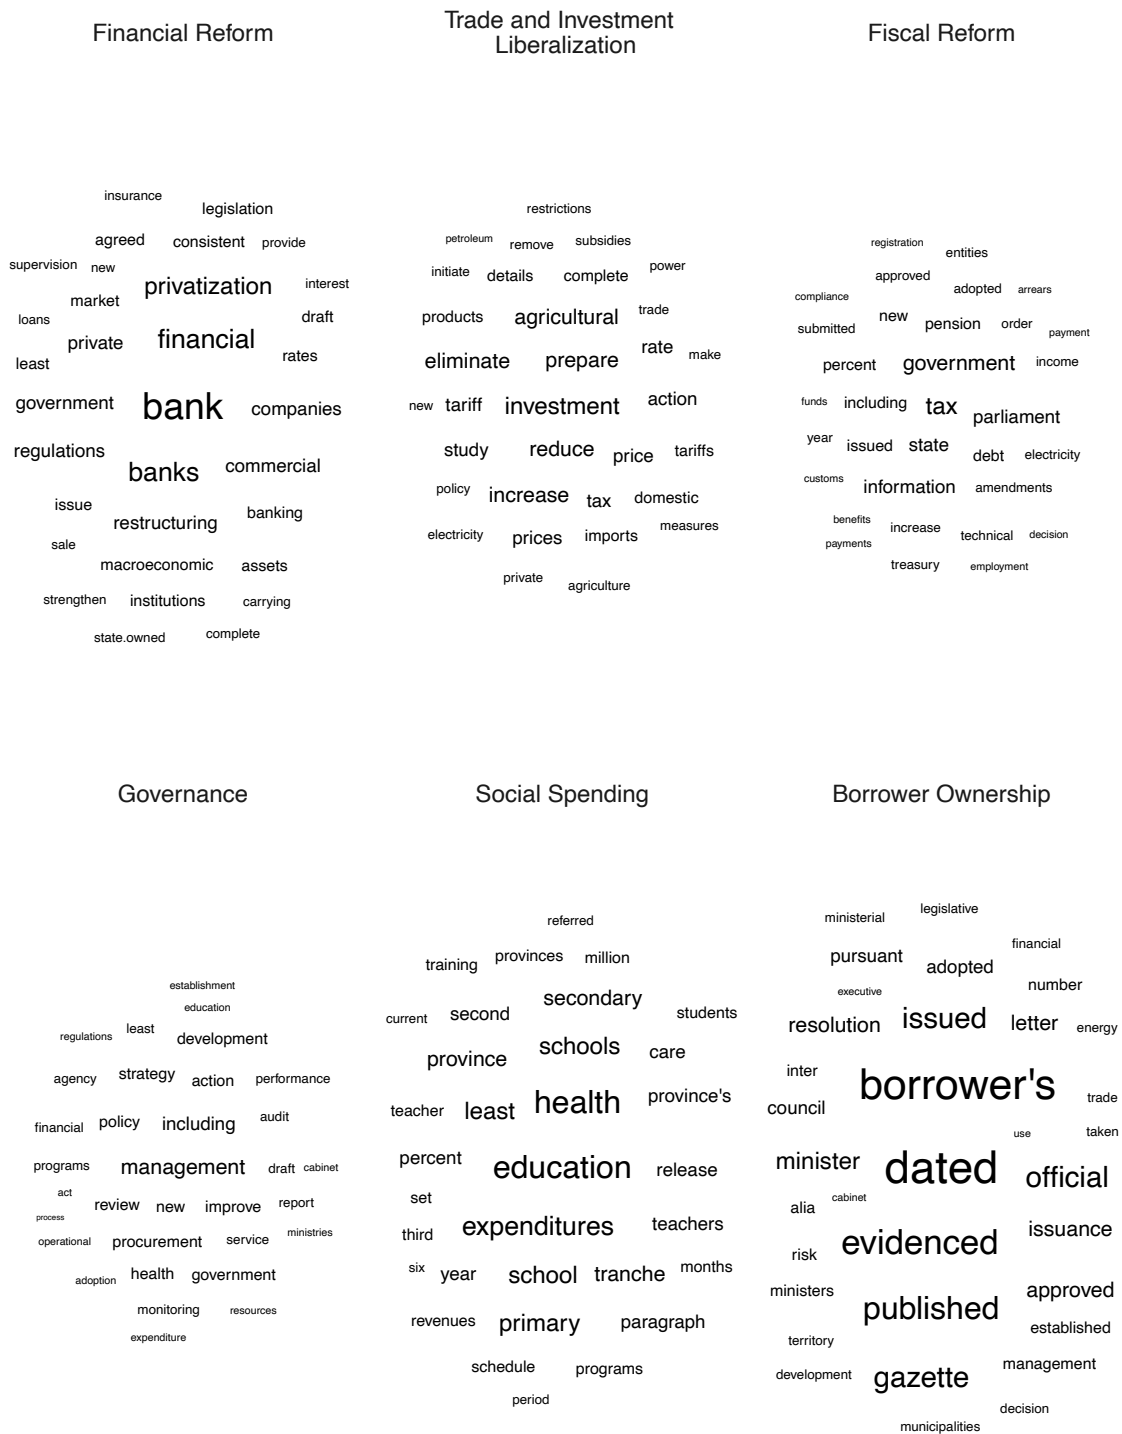 Financial Reform
insurance
legislation
agreed consistent provide
supervision new
privatization interest
market
loans draft
private financial
least rates
government bank companies
regulations
banks commercial
issue
restructuring banking
sale
macroeconomic assets
strengthen institutions carrying
state.owned complete
Trade and Investment
Liberalization
restrictions
petroleum remove subsidies
initiate details complete power
products agricultural trade
eliminate prepare rate make
new tariff investment action
study reduce price tariffs
policy increase tax domestic
electricity prices imports measures
private agriculture
Fiscal Reform
registration entities
approved
compliance adopted arrears
submitted new pension order payment
percent government income
funds including tax parliament
year issued state debt electricity
customs information amendments
benefits increase technical decision
payments
treasury employment
Governance
establishment
education
regulations least development
agency strategy action performance
financial policy including audit
programs management draft cabinet
act review new improve report
process
operational procurement service ministries
adoption health government
monitoring resources
expenditure
Social Spending
referred
training provinces million
secondary
current second students
province schools care
teacher least health province's
percent education release
set
third expenditures teachers
six year school tranche months
revenues primary paragraph
schedule programs
period
Borrower Ownership
ministerial legislative
pursuant adopted financial
executive number
resolution issued letter energy
inter borrower's trade
council
use taken
minister dated official
alia cabinet
risk evidenced issuance
ministers published approved
territory established
development gazette management
decision
municipalities